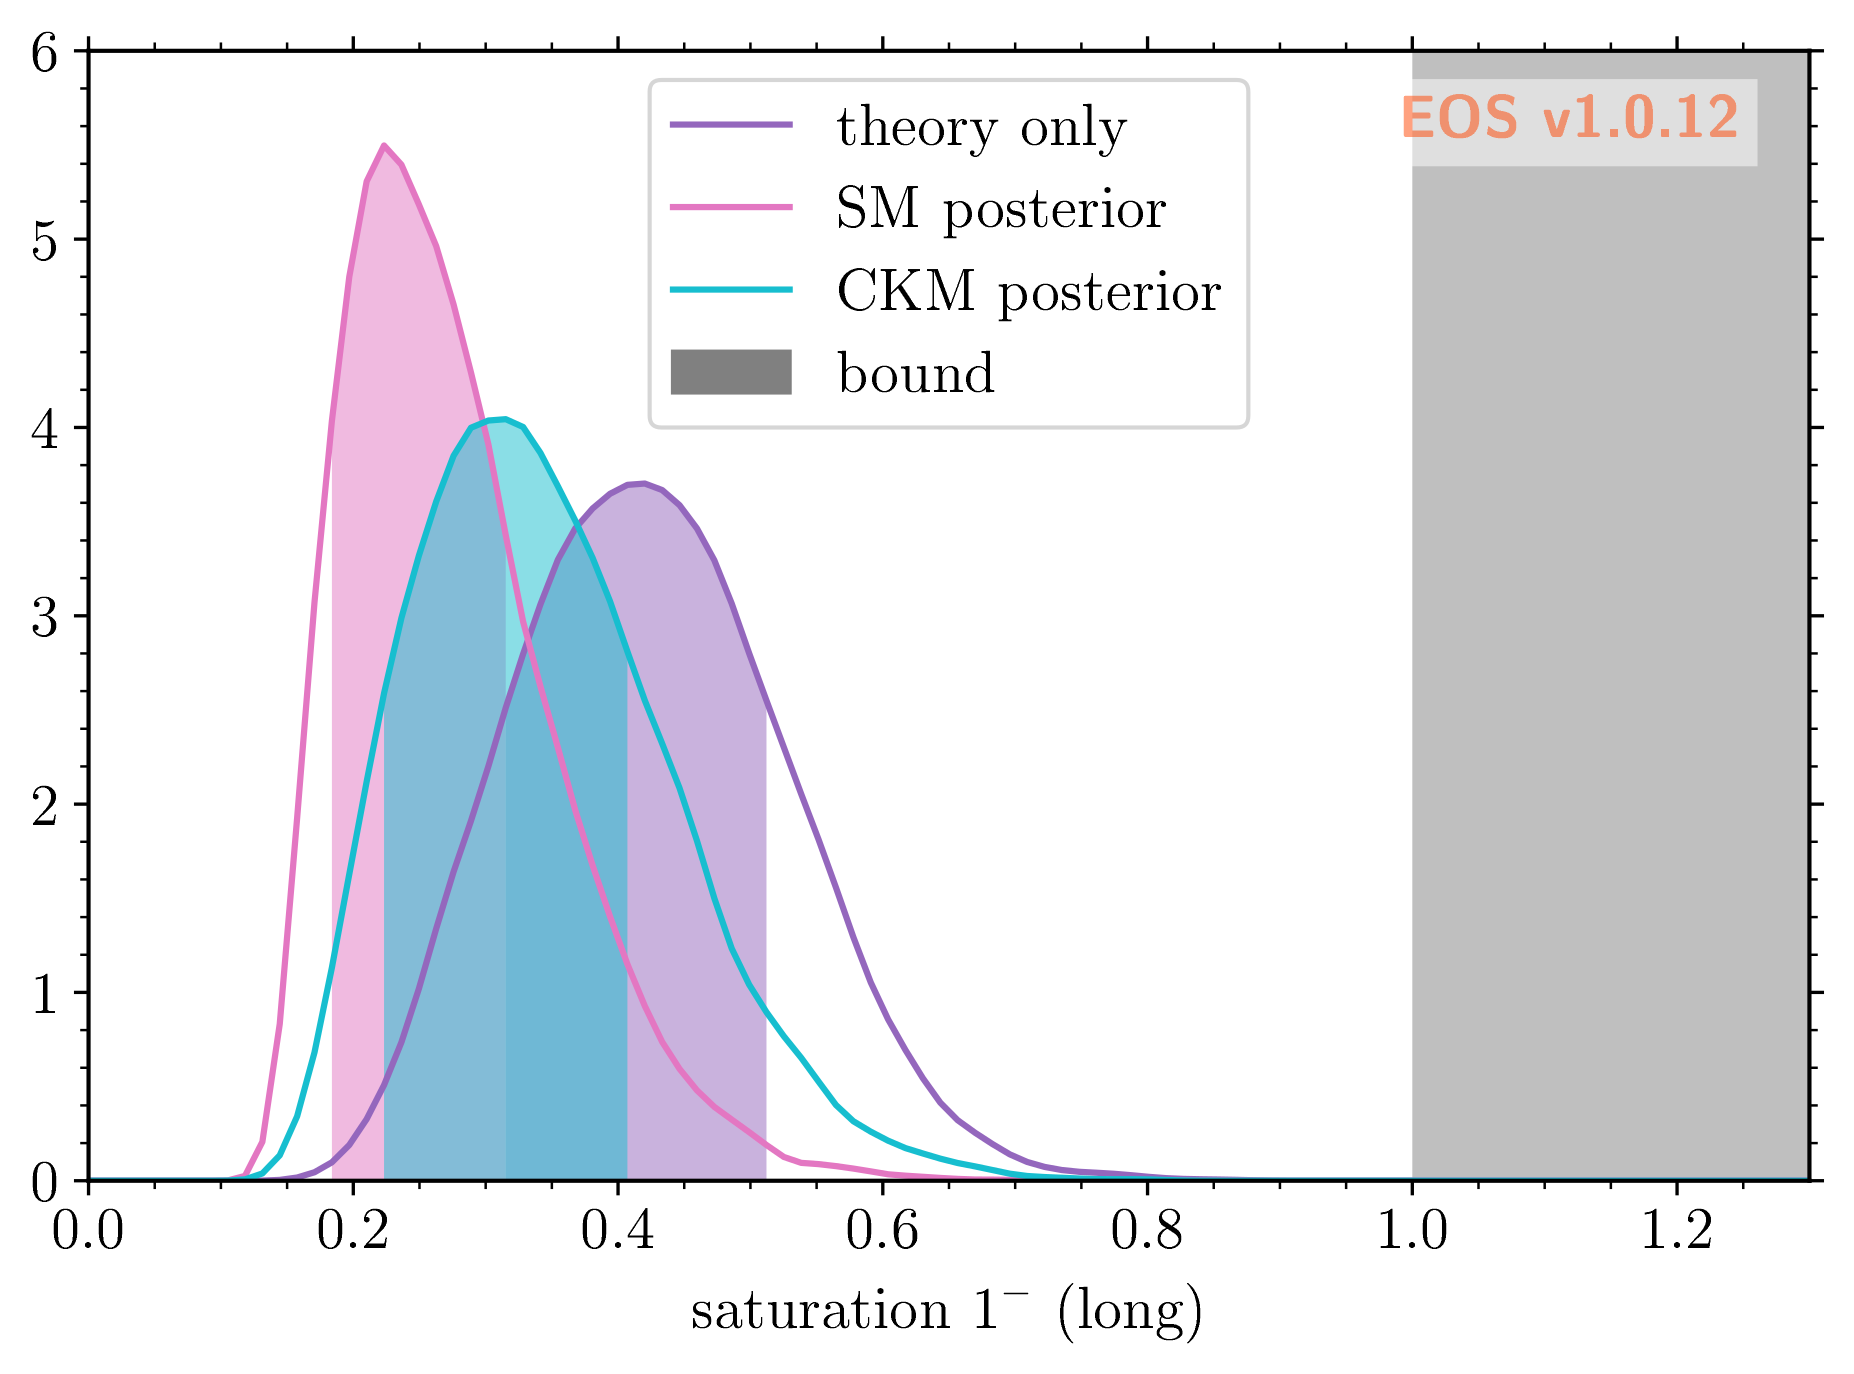 6
5
4
3
2
1
0
theory only
SM posterior
CKM posterior
bound
EOS v1.0.12
0.0 0.2 0.4 0.6 0.8 1.0 1.2
saturation 1⁻ (long)